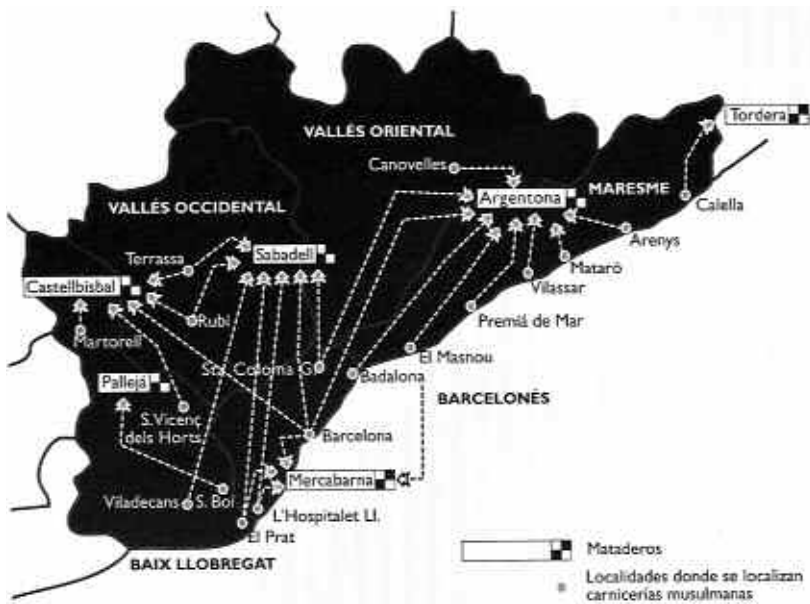 Tordera
VALLÉS ORIENTAL
Canovelles
Argentona
MARESME
Calella
VALLÉS OCCIDENTAL
Arenys
Terrassa
Sabadell
Mataró
Castellbisbal
Vilassar
Rubí
Premiá de Mar
Martorell
El Masnou
Sta. Coloma G
Badalona
Pallejá
BARCELONÉS
S. Vicenç
dels Horts
Barcelona
Mercabarna
Viladecans
S. Boi
L'Hospitalet Ll.
El Prat
BAIX LLOBREGAT
Mataderos
Localidades donde se localizan
carnicerías musulmanas